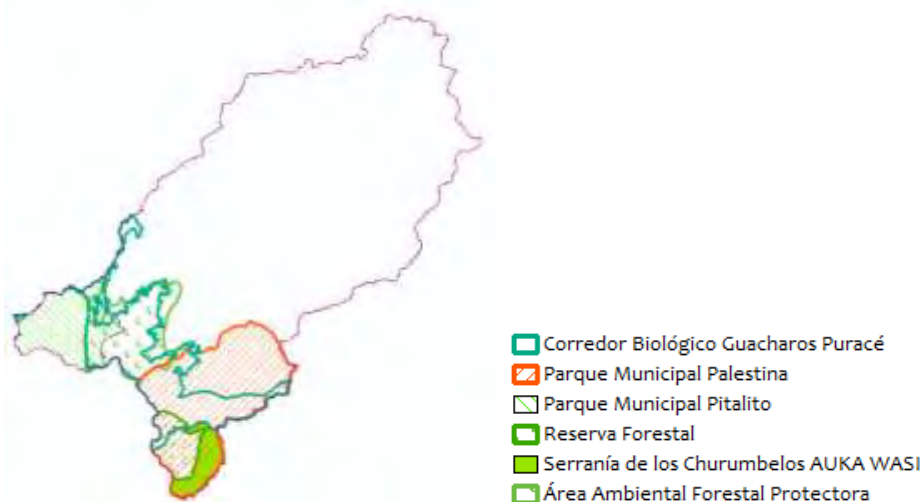 Corredor Biológico Guacharos Puracé
Parque Municipal Palestina
Parque Municipal Pitalito
Reserva Forestal
Serranía de los Churumbelos AUKA WASI
Área Ambiental Forestal Protectora